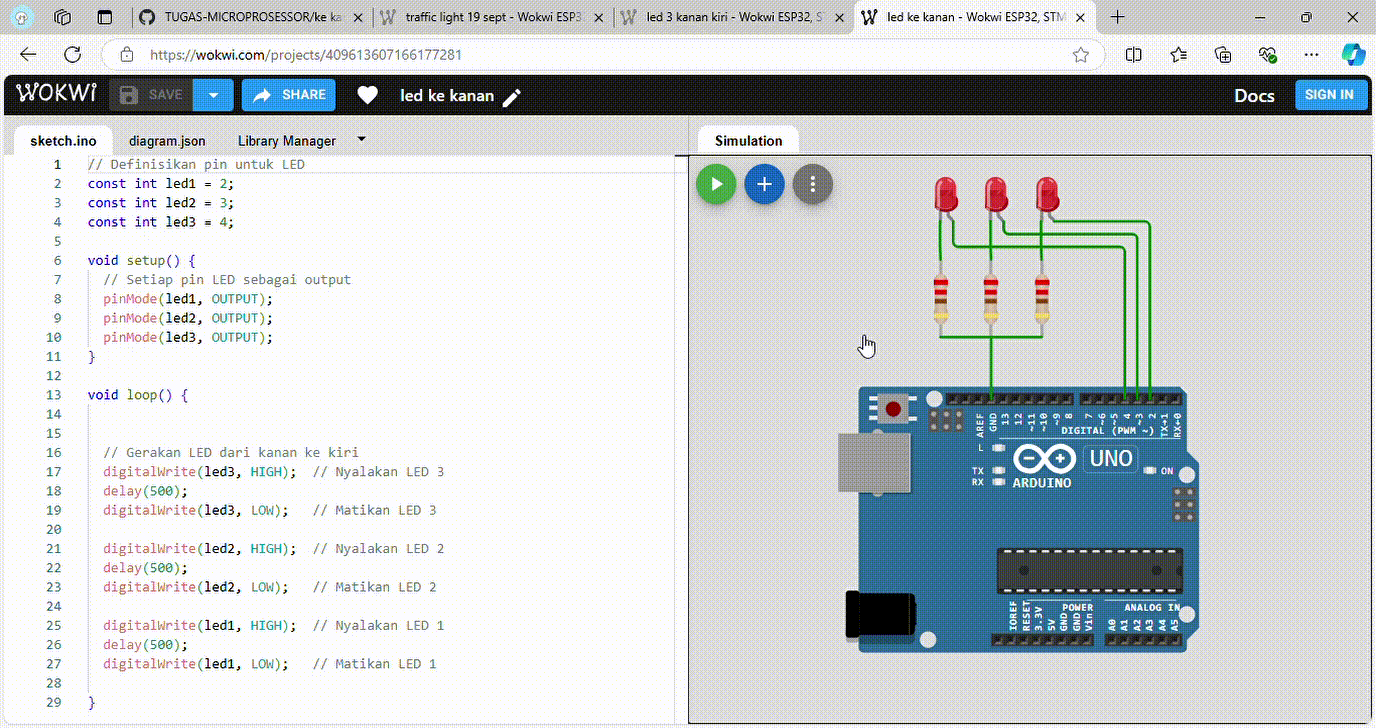 TUGAS-MICROPROSESSOR/ke ka
traffic light 19 sept - Wokwi ESP3
led 3 kanan kiri - Wokwi ESP32, ST
led ke kanan - Wokwi ESP32, STM
https://wokwi.com/projects/409613607166177281
WOKWI
SAVE
SHARE
led ke kanan
Docs
SIGN IN
sketch.ino
diagram.json
Library Manager
Simulation
1 // Definisikan pin untuk LED
2 const int led1 = 2;
3 const int led2 = 3;
4 const int led3 = 4;
5
6 void setup() {
7 // Setiap pin LED sebagai output
8 pinMode(led1, OUTPUT);
9 pinMode(led2, OUTPUT);
10 pinMode(led3, OUTPUT);
11 }
12
13 void loop() {
14
15
16 // Gerakan LED dari kanan ke kiri
17 digitalWrite(led3, HIGH); // Nyalakan LED 3
18 delay(500);
19 digitalWrite(led3, LOW); // Matikan LED 3
20
21 digitalWrite(led2, HIGH); // Nyalakan LED 2
22 delay(500);
23 digitalWrite(led2, LOW); // Matikan LED 2
24
25 digitalWrite(led1, HIGH); // Nyalakan LED 1
26 delay(500);
27 digitalWrite(led1, LOW); // Matikan LED 1
28
29 }
AREF
GND
13
12
~11
~10
~9
8
7
~6
~5
4
~3
2
TX→1
RX←0
DIGITAL (PWM ~)
L
TX
RX
UNO
ARDUINO
ON
IOREF
RESET
3.3V
5V
GND
GND
Vin
POWER
ANALOG IN
A0
A1
A2
A3
A4
A5